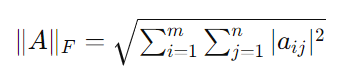 ‖A‖_F = √(∑_{i=1}^{m} ∑_{j=1}^{n} |a_{ij}|²)